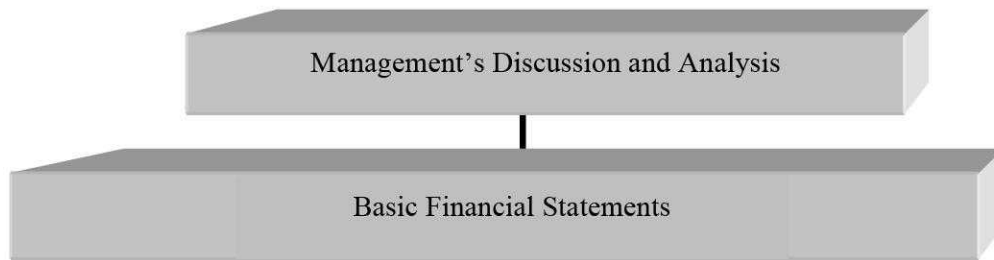 Management’s Discussion and Analysis
Basic Financial Statements